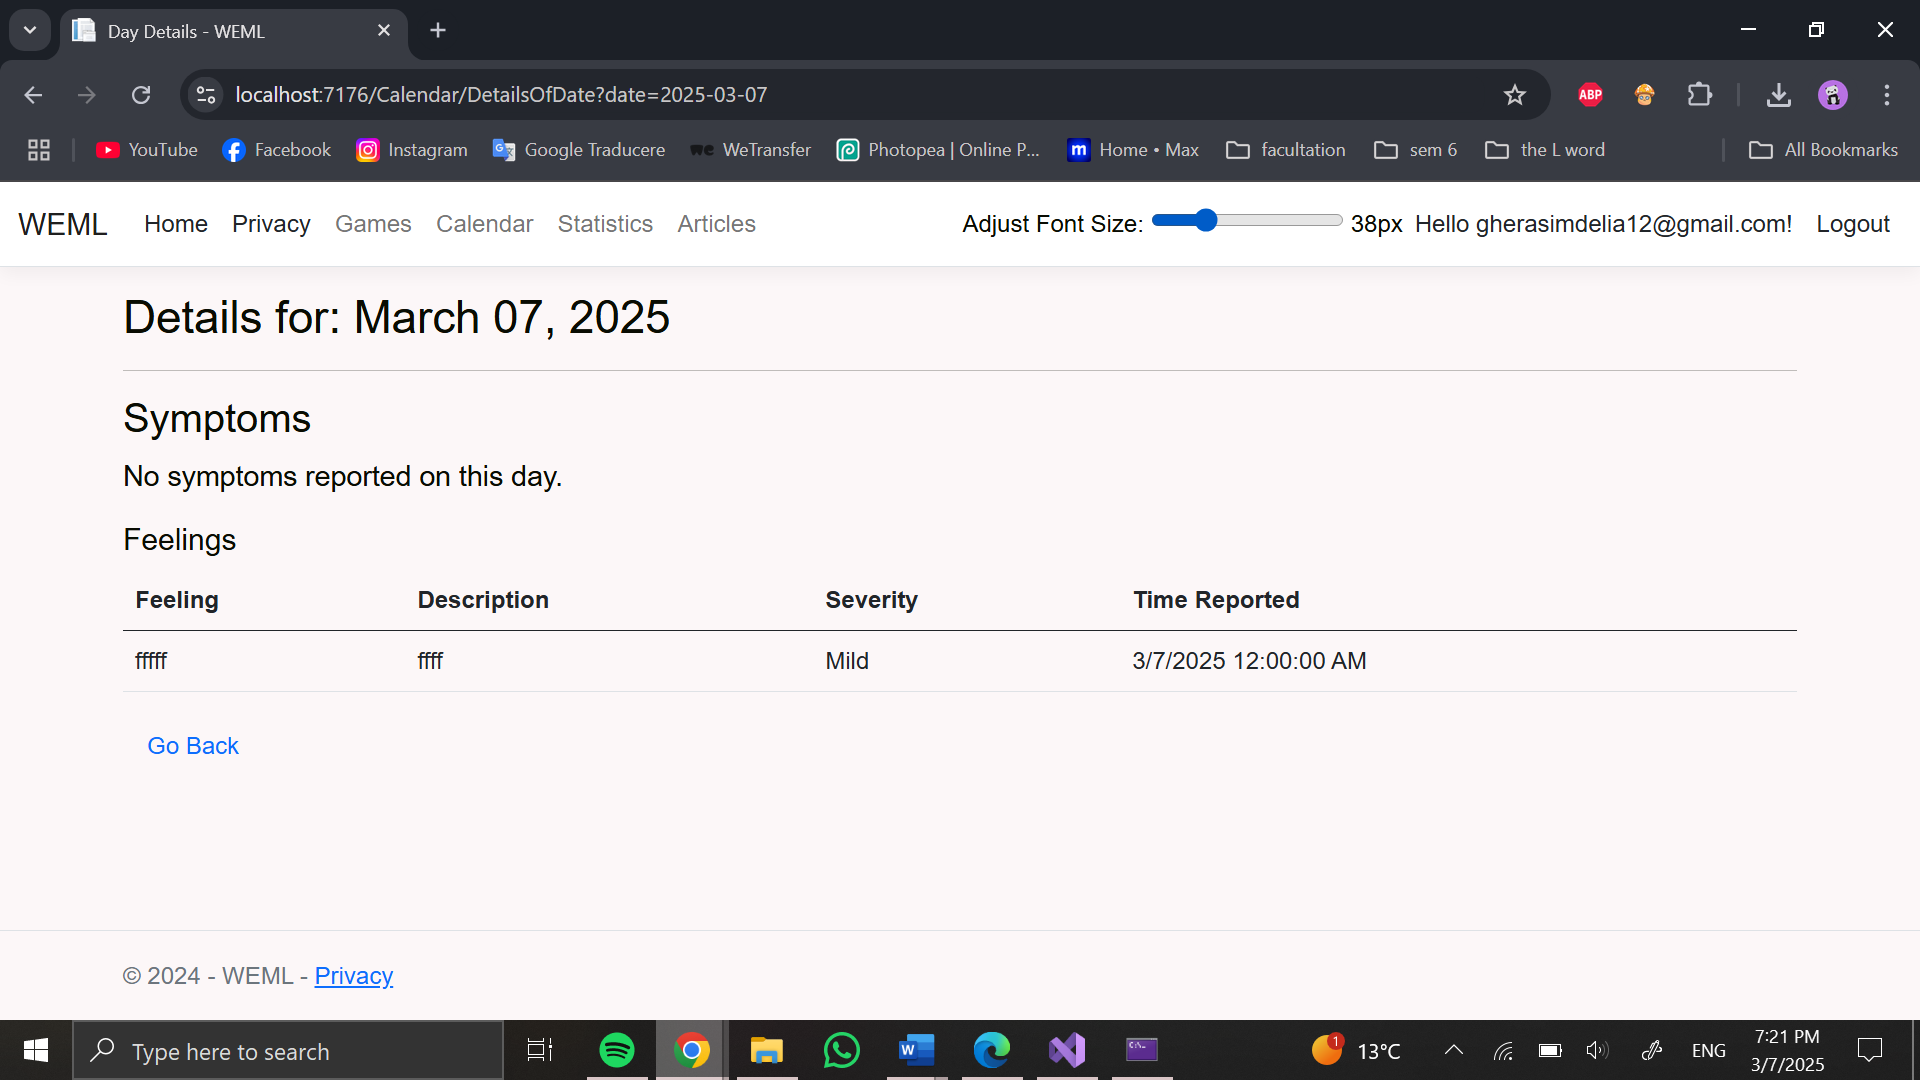 Day Details - WEML
localhost:7176/Calendar/DetailsOfDate?date=2025-03-07
ABP
YouTube
Facebook
Instagram
Google Traducere
we WeTransfer
Photopea | Online P...
m Home • Max
facultation
sem 6
the L word
All Bookmarks
WEML Home Privacy Games Calendar Statistics Articles Adjust Font Size: 38px Hello gherasimdelia12@gmail.com! Logout
Details for: March 07, 2025
Symptoms
No symptoms reported on this day.
Feelings
Feeling Description Severity Time Reported
fffff ffff Mild 3/7/2025 12:00:00 AM
Go Back
© 2024 - WEML - Privacy
Type here to search
W
C:\_
1
13°C
ENG
7:21 PM
3/7/2025